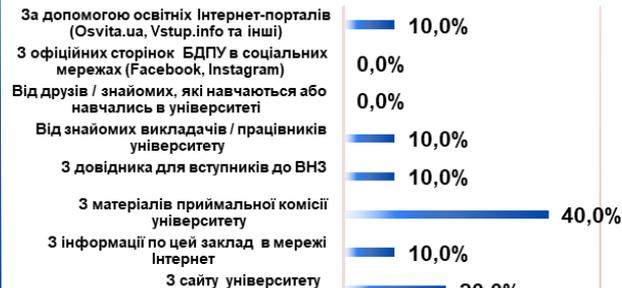 За допомогою освітніх Інтернет-порталів
(Osvita.ua, Vstup.info та інші)
10,0%
З офіційних сторінок БДПУ в соціальних
мережах (Facebook, Instagram)
0,0%
Від друзів / знайомих, які навчаються або
навчались в університеті
0,0%
Від знайомих викладачів / працівників
університету
10,0%
З довідника для вступників до ВНЗ
10,0%
З матеріалів приймальної комісії
університету
40,0%
З інформації по цей заклад в мережі
Інтернет
10,0%
З сайту університету